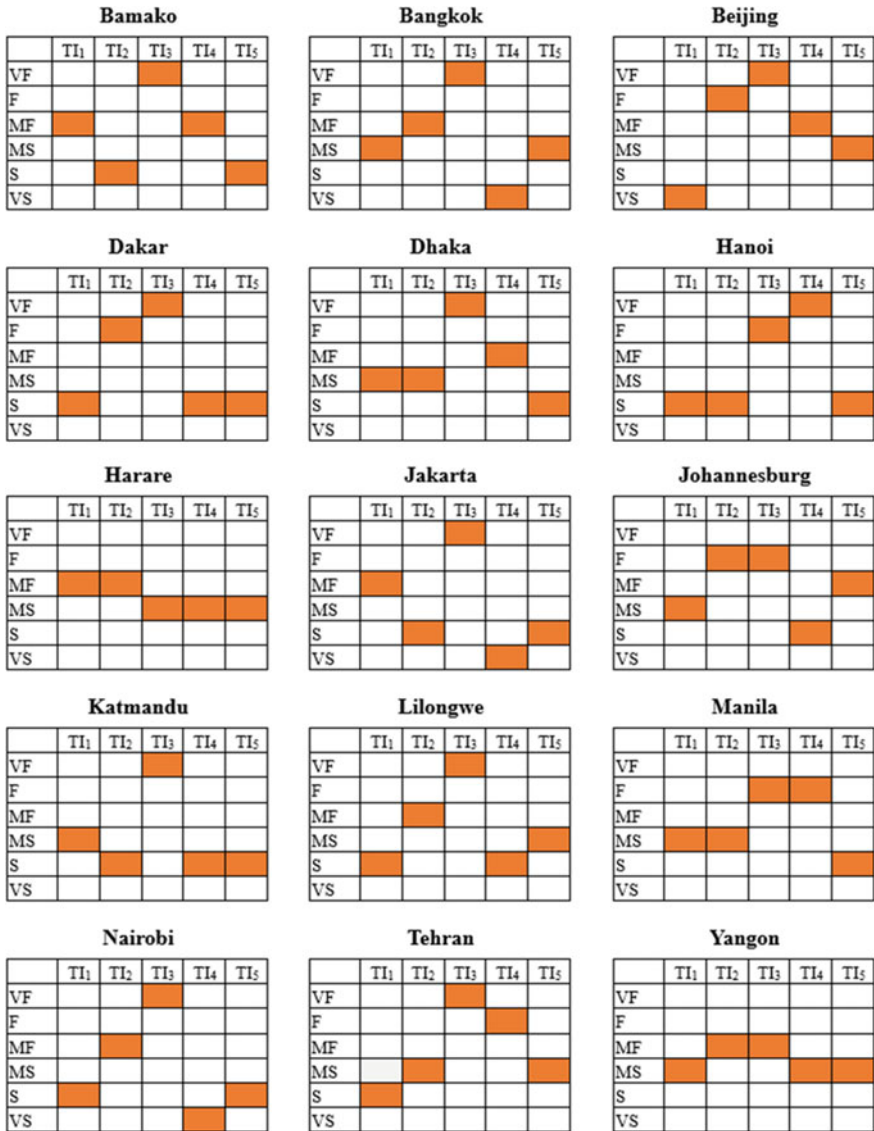 Bamako Bangkok Beijing
TI₁ TI₂ TI₃ TI₄ TI₅ TI₁ TI₂ TI₃ TI₄ TI₅ TI₁ TI₂ TI₃ TI₄ TI₅
VF VF VF
F F F
MF MF MF
MS MS MS
S S S
VS VS VS
Dakar Dhaka Hanoi
TI₁ TI₂ TI₃ TI₄ TI₅ TI₁ TI₂ TI₃ TI₄ TI₅ TI₁ TI₂ TI₃ TI₄ TI₅
VF VF VF
F F F
MF MF MF
MS MS MS
S S S
VS VS VS
Harare Jakarta Johannesburg
TI₁ TI₂ TI₃ TI₄ TI₅ TI₁ TI₂ TI₃ TI₄ TI₅ TI₁ TI₂ TI₃ TI₄ TI₅
VF VF VF
F F F
MF MF MF
MS MS MS
S S S
VS VS VS
Katmandu Lilongwe Manila
TI₁ TI₂ TI₃ TI₄ TI₅ TI₁ TI₂ TI₃ TI₄ TI₅ TI₁ TI₂ TI₃ TI₄ TI₅
VF VF VF
F F F
MF MF MF
MS MS MS
S S S
VS VS VS
Nairobi Tehran Yangon
TI₁ TI₂ TI₃ TI₄ TI₅ TI₁ TI₂ TI₃ TI₄ TI₅ TI₁ TI₂ TI₃ TI₄ TI₅
VF VF VF
F F F
MF MF MF
MS MS MS
S S S
VS VS VS